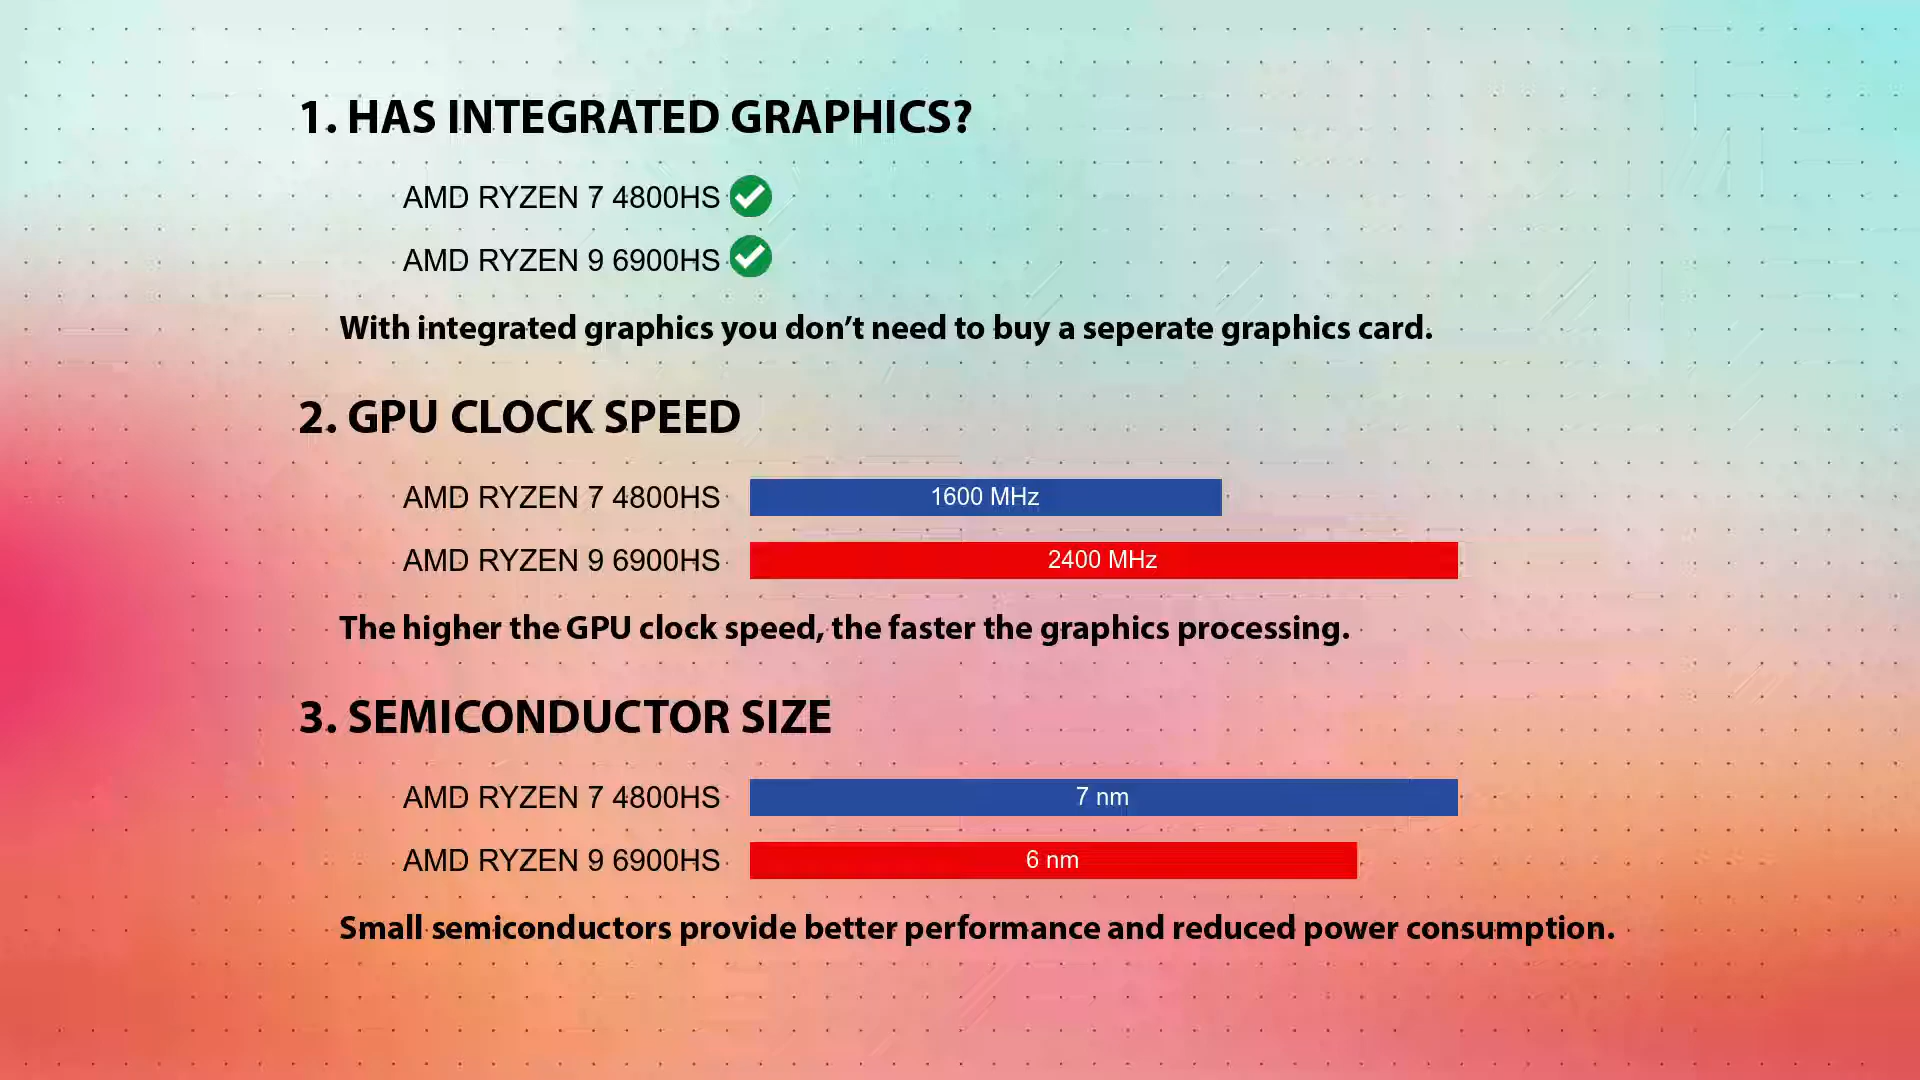 1. HAS INTEGRATED GRAPHICS?
AMD RYZEN 7 4800HS
AMD RYZEN 9 6900HS
With integrated graphics you don’t need to buy a seperate graphics card.
2. GPU CLOCK SPEED
AMD RYZEN 7 4800HS 1600 MHz
AMD RYZEN 9 6900HS 2400 MHz
The higher the GPU clock speed, the faster the graphics processing.
3. SEMICONDUCTOR SIZE
AMD RYZEN 7 4800HS 7 nm
AMD RYZEN 9 6900HS 6 nm
Small semiconductors provide better performance and reduced power consumption.